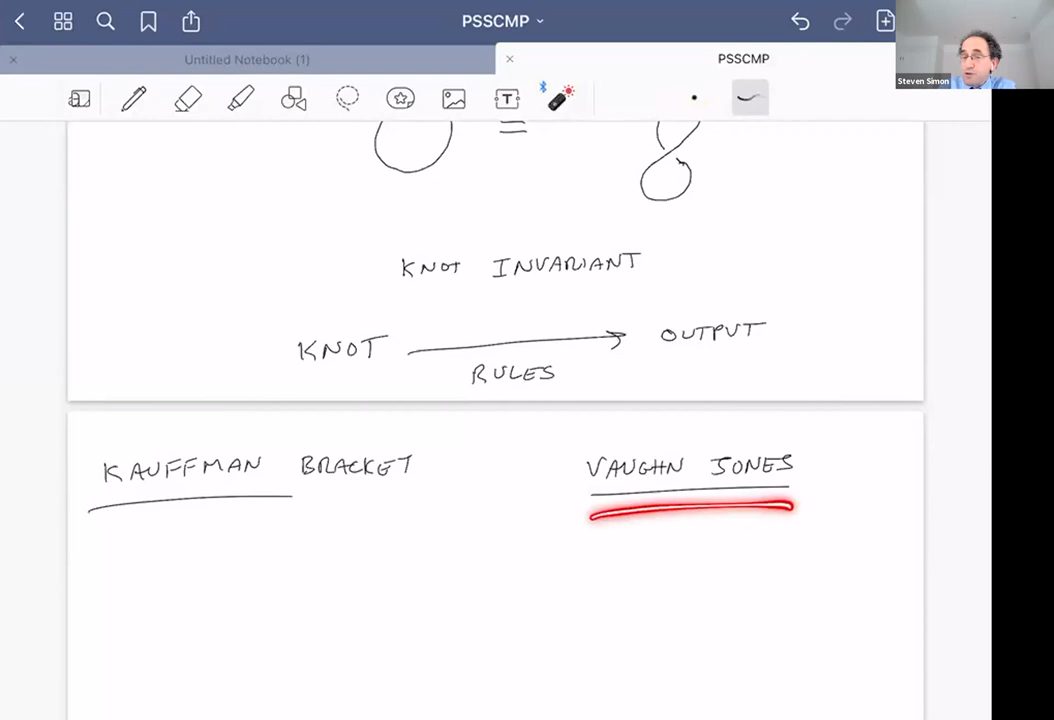 PSSCMP
Untitled Notebook (1)
PSSCMP
Steven Simon
T
=
KNOT INVARIANT
KNOT
OUTPUT
RULES
KAUFFMAN BRACKET
VAUGHN JONES